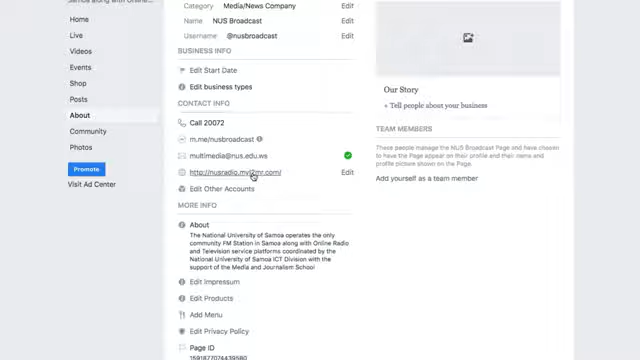 Samoa along with Online...
Home
Live
Videos
Events
Shop
Posts
About
Community
Photos
Promote
Visit Ad Center
Category Media/News Company Edit
Name NUS Broadcast Edit
Username @nusbroadcast Edit
BUSINESS INFO
Edit Start Date
Edit business types
CONTACT INFO
Call 20072
m.me/nusbroadcast
multimedia@nus.edu.ws
Edit
Edit Other Accounts
MORE INFO
About
The National University of Samoa operates the only
community FM Station in Samoa along with Online Radio
and Television service platforms coordinated by the
National University of Samoa ICT Division with the
support of the Media and Journalism School
Edit Impressum
Edit Products
Add Menu
Edit Privacy Policy
Page ID
Our Story
+ Tell people about your business
TEAM MEMBERS
These people manage the NUS Broadcast Page and have chosen
to have the Page appear on their profile and their name and
profile picture shown on the Page.
Add yourself as a team member